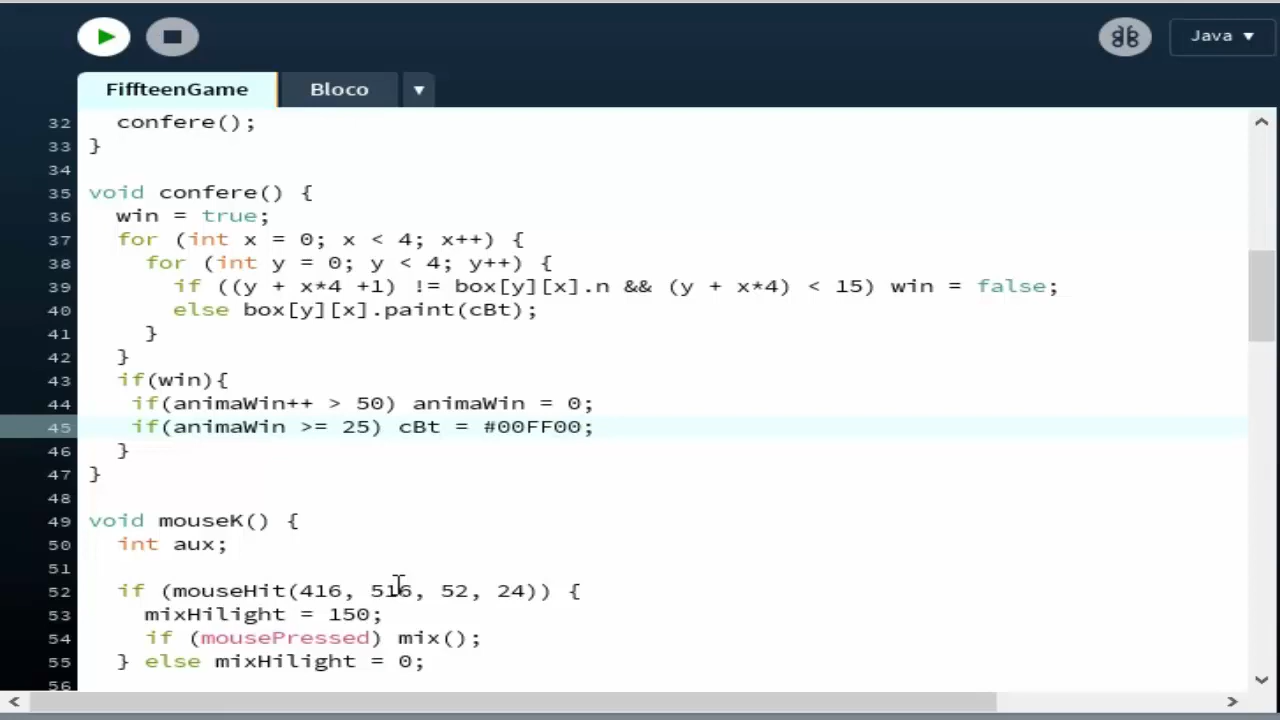 Java
FiffteenGame Bloco
32 confere();
33 }
34
35 void confere() {
36 win = true;
37 for (int x = 0; x < 4; x++) {
38 for (int y = 0; y < 4; y++) {
39 if ((y + x*4 +1) != box[y][x].n && (y + x*4) < 15) win = false;
40 else box[y][x].paint(cBt);
41 }
42 }
43 if(win){
44 if(animaWin++ > 50) animaWin = 0;
45 if(animaWin >= 25) cBt = #00FF00;
46 }
47 }
48
49 void mouseK() {
50 int aux;
51
52 if (mouseHit(416, 516, 52, 24)) {
53 mixHilight = 150;
54 if (mousePressed) mix();
55 } else mixHilight = 0;
56